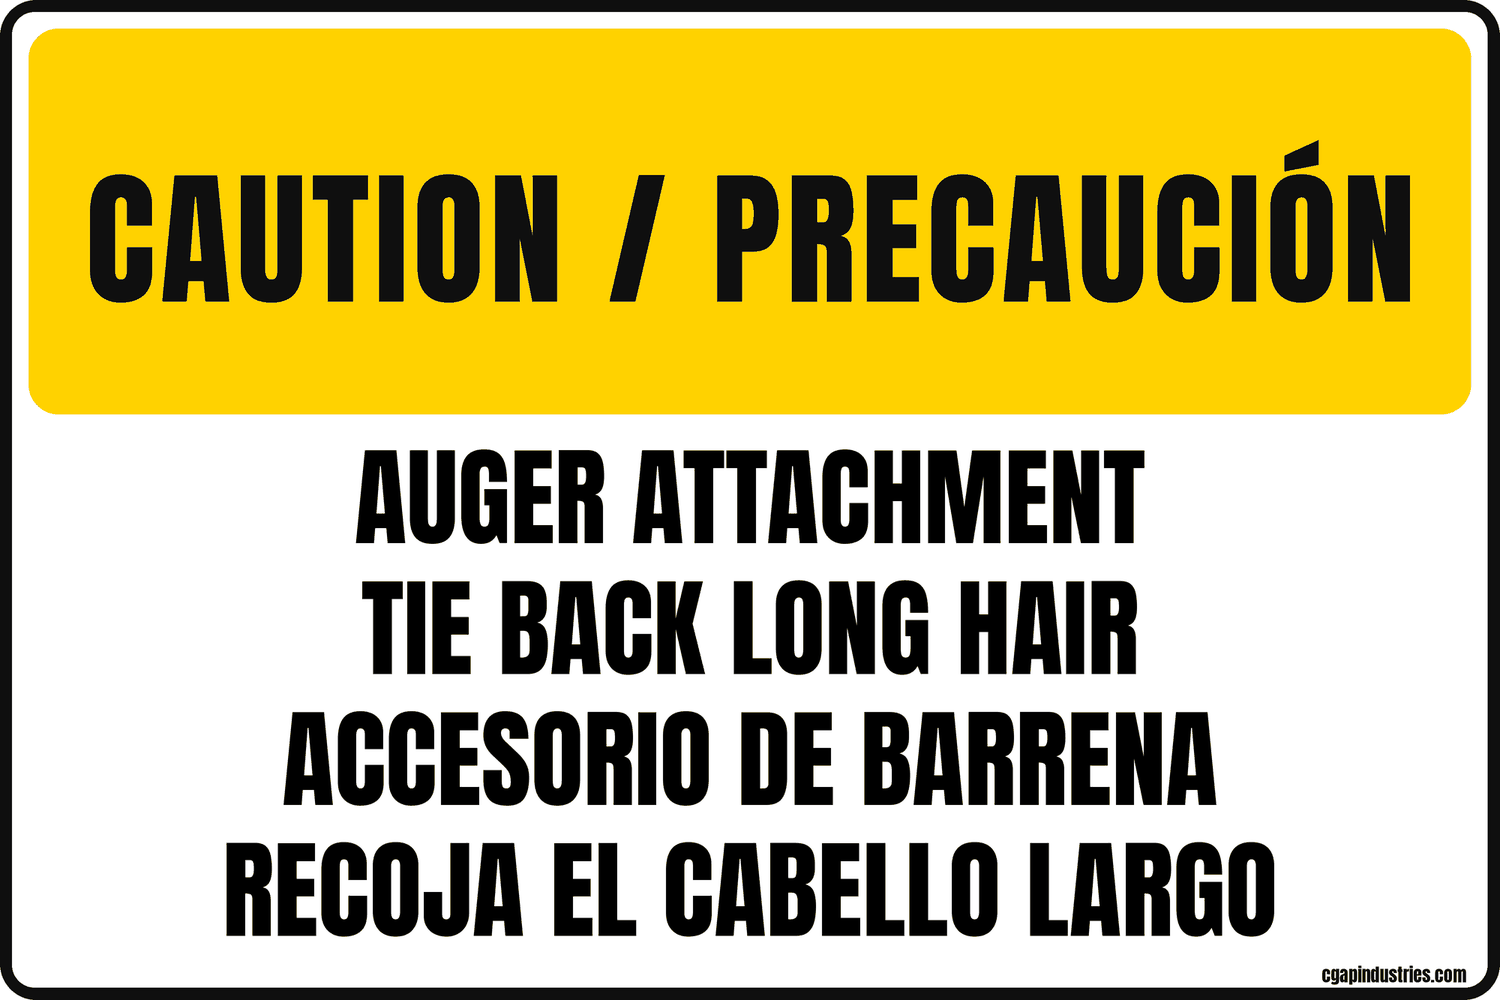 CAUTION / PRECAUCIÓN
AUGER ATTACHMENT
TIE BACK LONG HAIR
ACCESORIO DE BARRENA
RECOJA EL CABELLO LARGO
cgapindustries.com